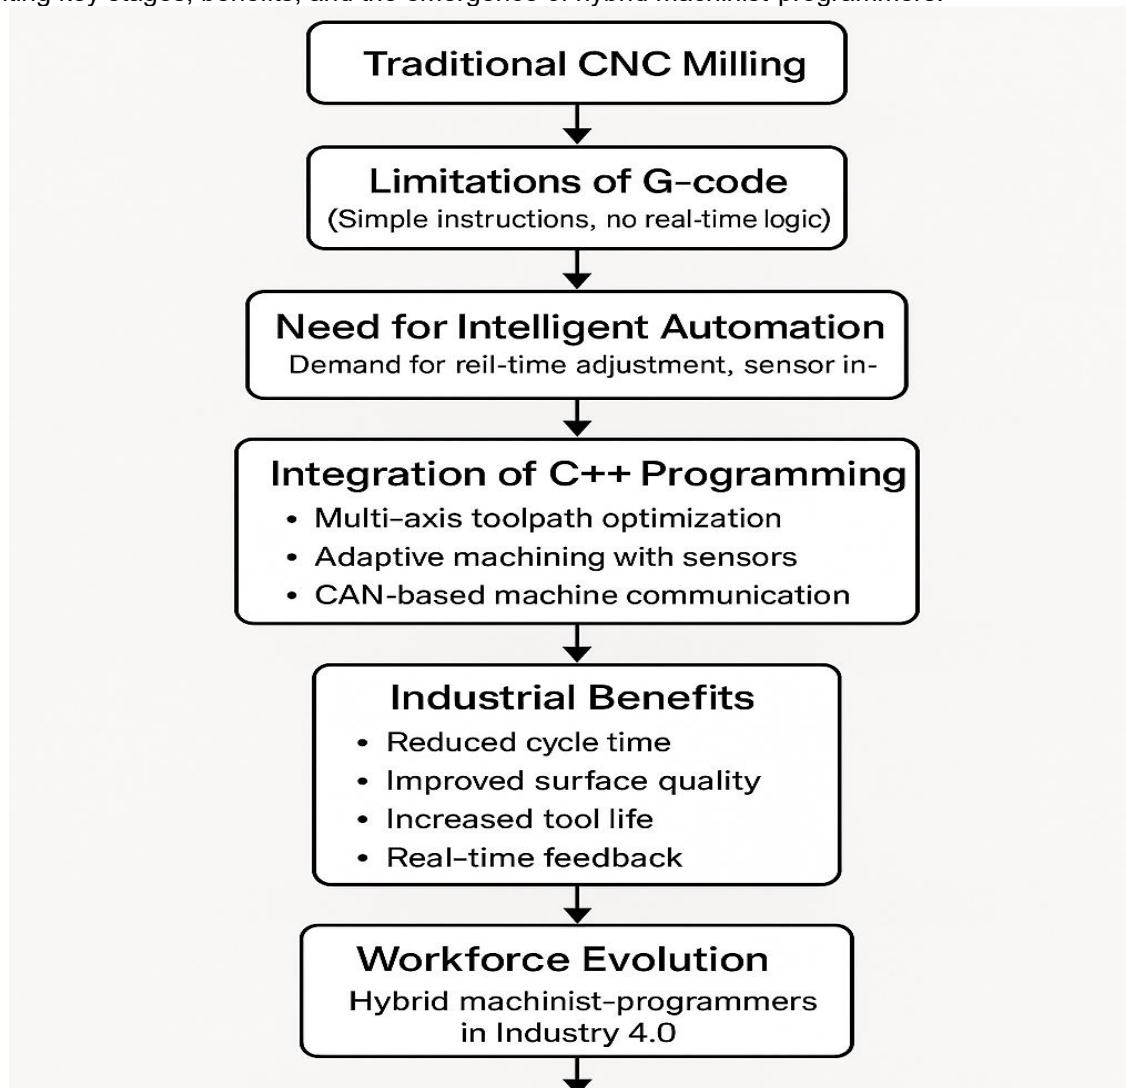 key stages, benefits, and the emergence of hybrid machinist-programmers.
Traditional CNC Milling
Limitations of G-code
(Simple instructions, no real-time logic)
Need for Intelligent Automation
Demand for reil-time adjustment, sensor in-
Integration of C++ Programming
• Multi-axis toolpath optimization
• Adaptive machining with sensors
• CAN-based machine communication
Industrial Benefits
• Reduced cycle time
• Improved surface quality
• Increased tool life
• Real-time feedback
Workforce Evolution
Hybrid machinist-programmers
in Industry 4.0